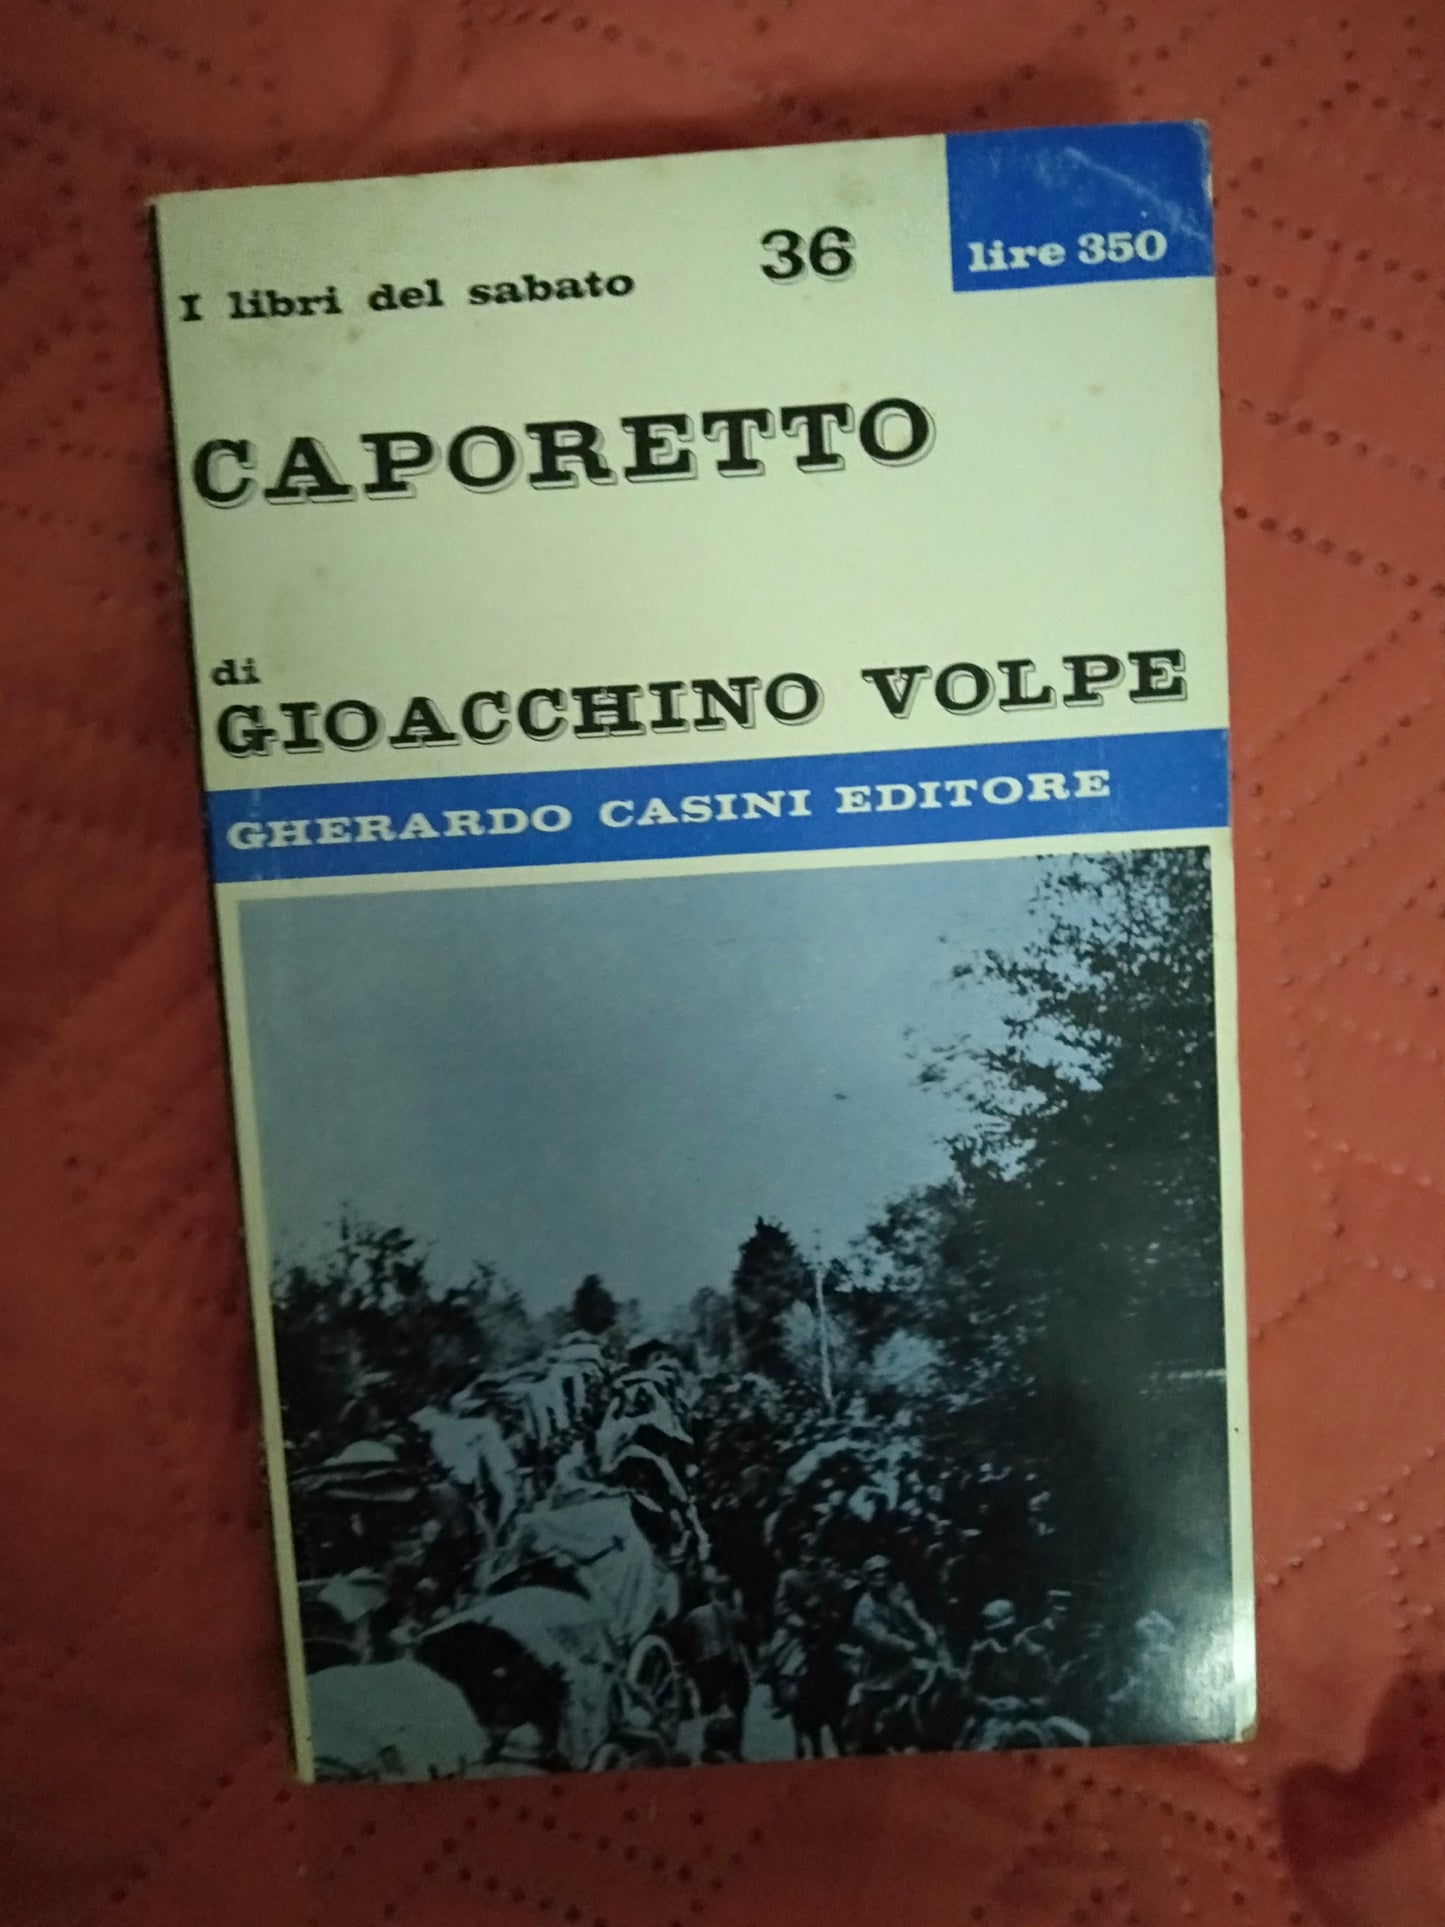 I libri del sabato 36 lire 350
CAPORETTO
di
GIOACCHINO VOLPE
GHERARDO CASINI EDITORE